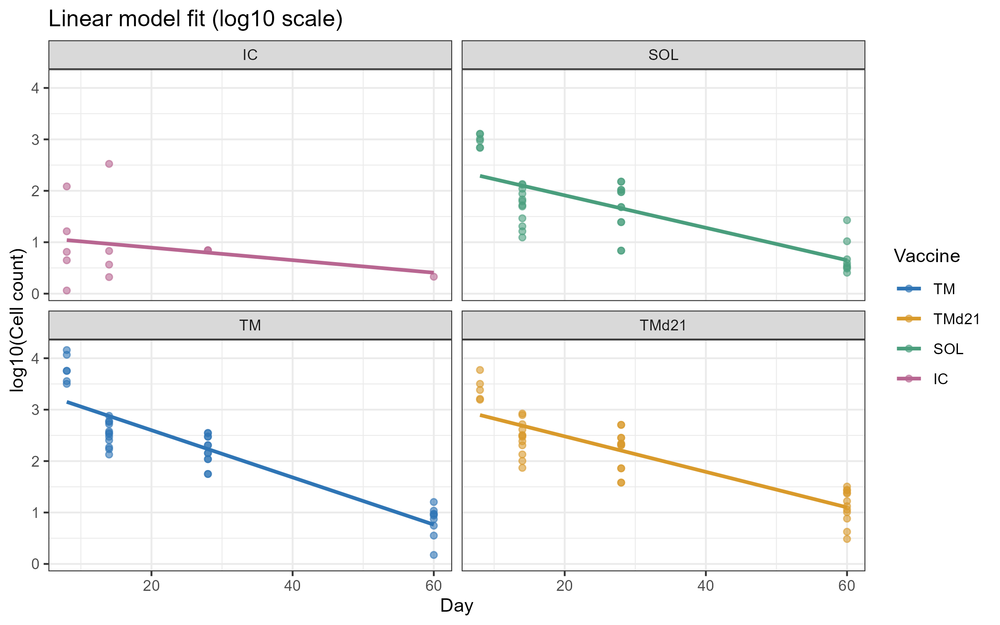 Linear model fit (log10 scale)
IC
SOL
4
3
2
1
0
log10(Cell count)
TM
TMd21
4
3
2
1
0
20
40
60
20
40
60
Day
Vaccine
TM
TMd21
SOL
IC